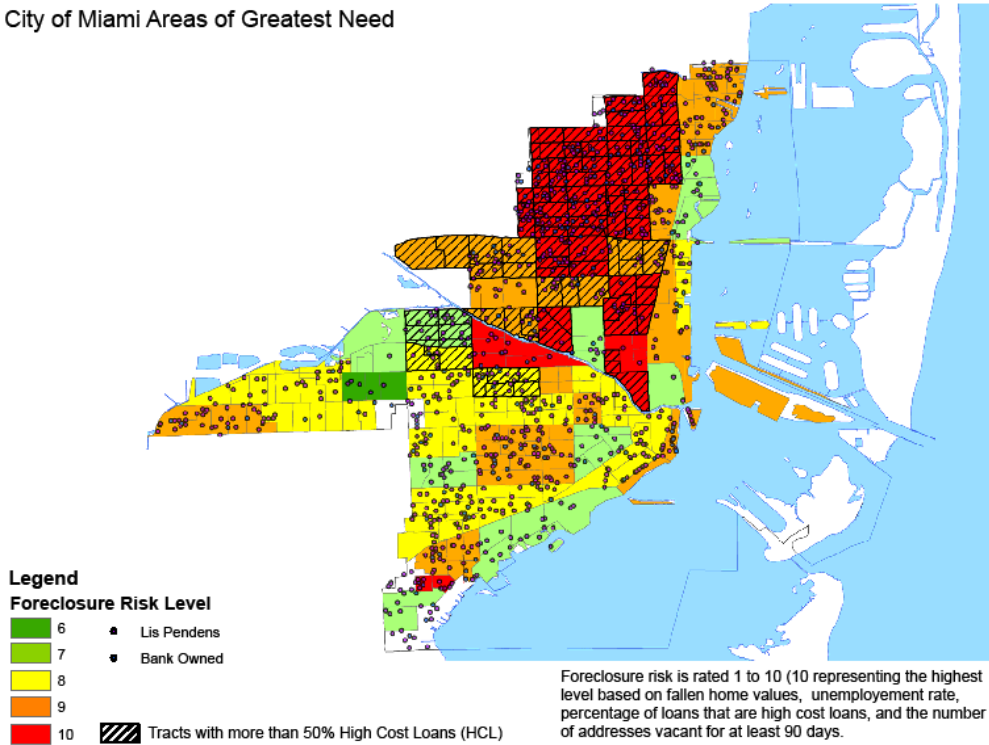 City of Miami Areas of Greatest Need
Legend
Foreclosure Risk Level
6
Lis Pendens
7
Bank Owned
8
9
10
Tracts with more than 50% High Cost Loans (HCL)
Foreclosure risk is rated 1 to 10 (10 representing the highest
level based on fallen home values, unemployement rate,
percentage of loans that are high cost loans, and the number
of addresses vacant for at least 90 days.